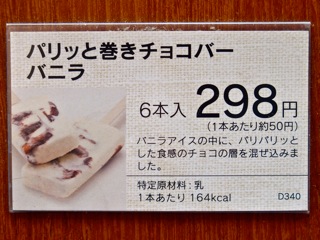 パリッと巻きチョコバー
バニラ
6本入 298円
(1本あたり約50円)
バニラアイスの中に、パリパリッと
した食感のチョコの層を混ぜ込みま
した。
特定原材料：乳
1本あたり 164kcal
D340